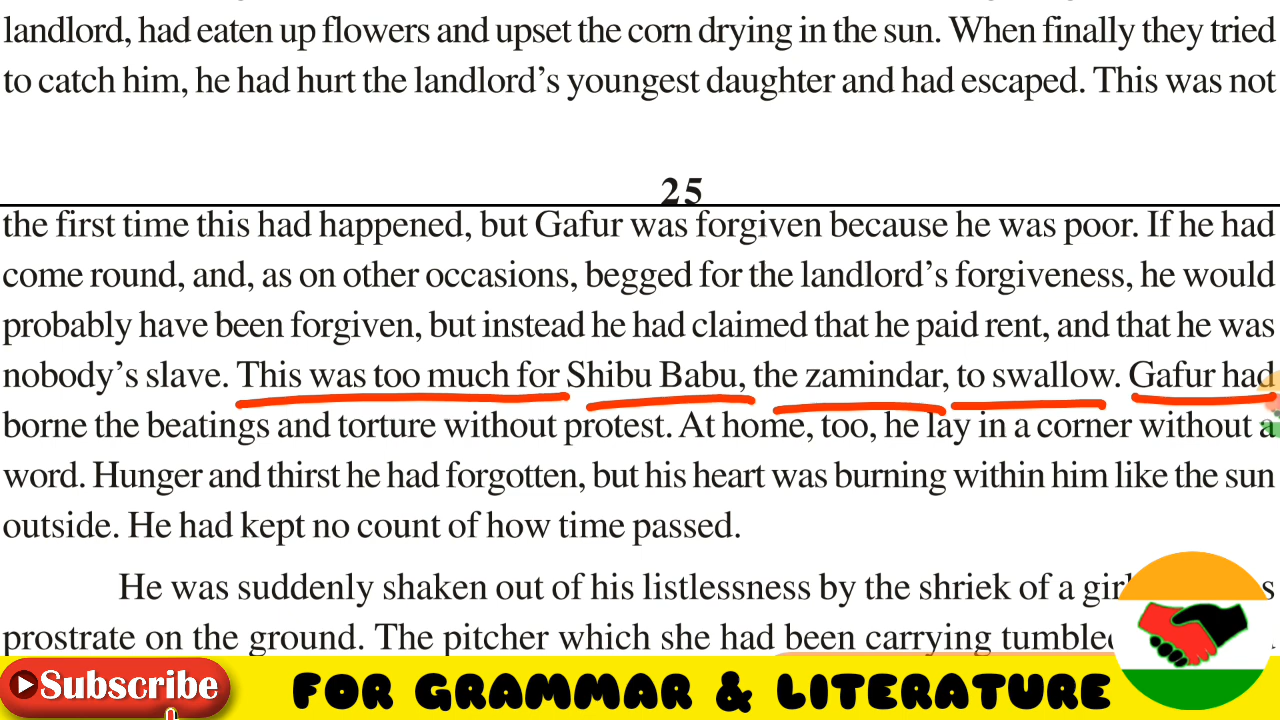 landlord, had eaten up flowers and upset the corn drying in the sun. When finally they tried
to catch him, he had hurt the landlord’s youngest daughter and had escaped. This was not
25
the first time this had happened, but Gafur was forgiven because he was poor. If he had
come round, and, as on other occasions, begged for the landlord’s forgiveness, he would
probably have been forgiven, but instead he had claimed that he paid rent, and that he was
nobody’s slave. This was too much for Shibu Babu, the zamindar, to swallow. Gafur had
borne the beatings and torture without protest. At home, too, he lay in a corner without a
word. Hunger and thirst he had forgotten, but his heart was burning within him like the sun
outside. He had kept no count of how time passed.
He was suddenly shaken out of his listlessness by the shriek of a
prostrate on the ground. The pitcher which she had been carrying
Subscribe
FOR GRAMMAR & LITERATURE